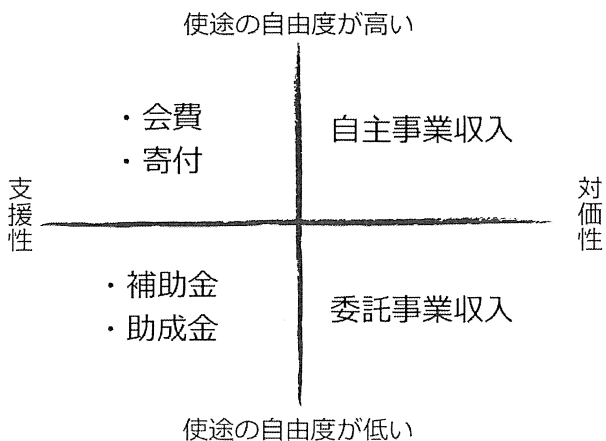 使途の自由度が高い
・会費
・寄付
自主事業収入
支援性
対価性
・補助金
・助成金
委託事業収入
使途の自由度が低い